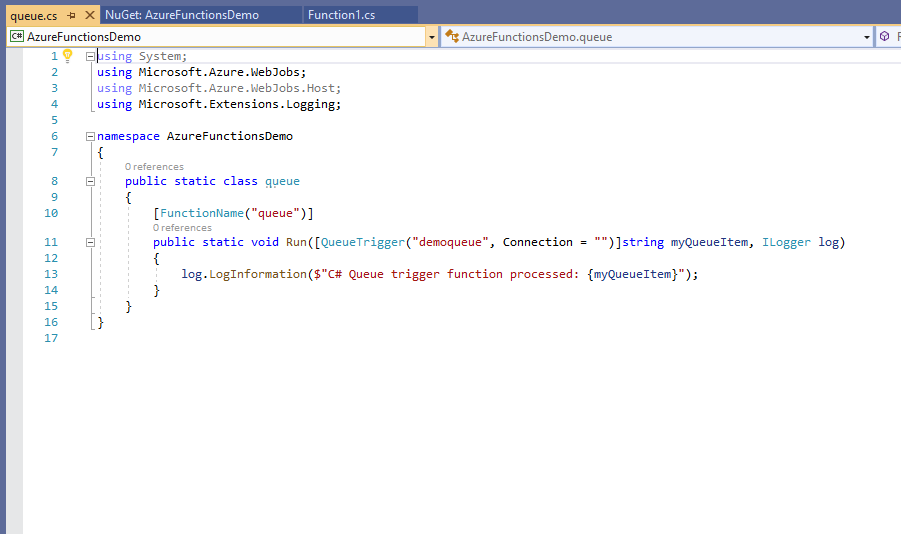 queue.cs NuGet: AzureFunctionsDemo Function1.cs
C# AzureFunctionsDemo AzureFunctionsDemo.queue
1 using System;
2 using Microsoft.Azure.WebJobs;
3 using Microsoft.Azure.WebJobs.Host;
4 using Microsoft.Extensions.Logging;
5
6 namespace AzureFunctionsDemo
7 {
0 references
8 public static class queue
9 {
10 [FunctionName("queue")]
0 references
11 public static void Run([QueueTrigger("demoqueue", Connection = "")]string myQueueItem, ILogger log)
12 {
13 log.LogInformation($"C# Queue trigger function processed: {myQueueItem}");
14 }
15 }
16 }
17